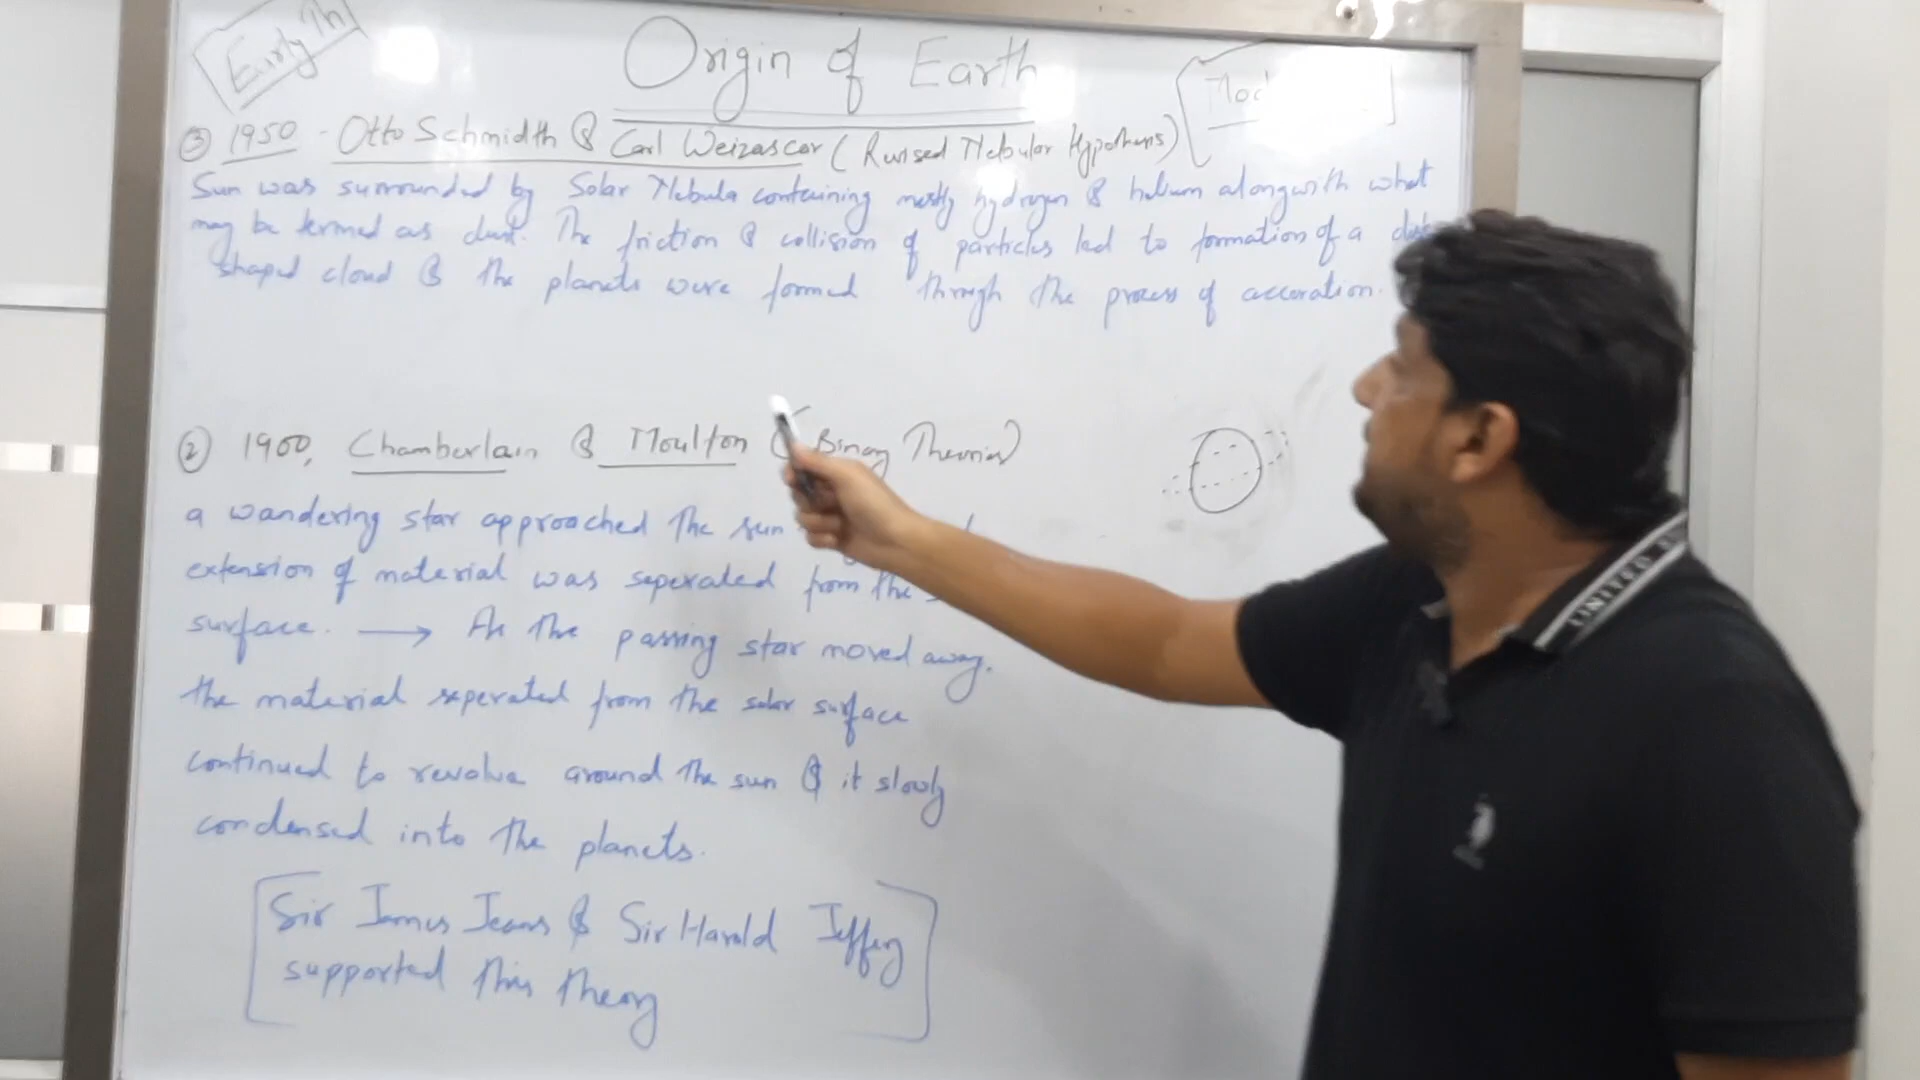 Early Th
Origin of Earth
③ 1950 - Otto Schmidth & Carl Weizascar ( Revised Nebular Hypothesis)
Sun was surrounded by Solar Nebula containing mostly hydrogen & helium alongwith what
may be termed as dust. The friction & collision of particles led to formation of a disk
shaped cloud & the planets were formed through the process of accoration.
② 1900, Chamberlain & Moulton ( Binary Theories)
a wandering star approached the sun
extension of material was seperated from the
surface. → As the passing star moved away.
the material seperated from the solar surface
continued to revolve around the sun & it slowly
condensed into the planets.
Sir James Jeans & Sir Harold Jeffery
supported this theory
UNITED